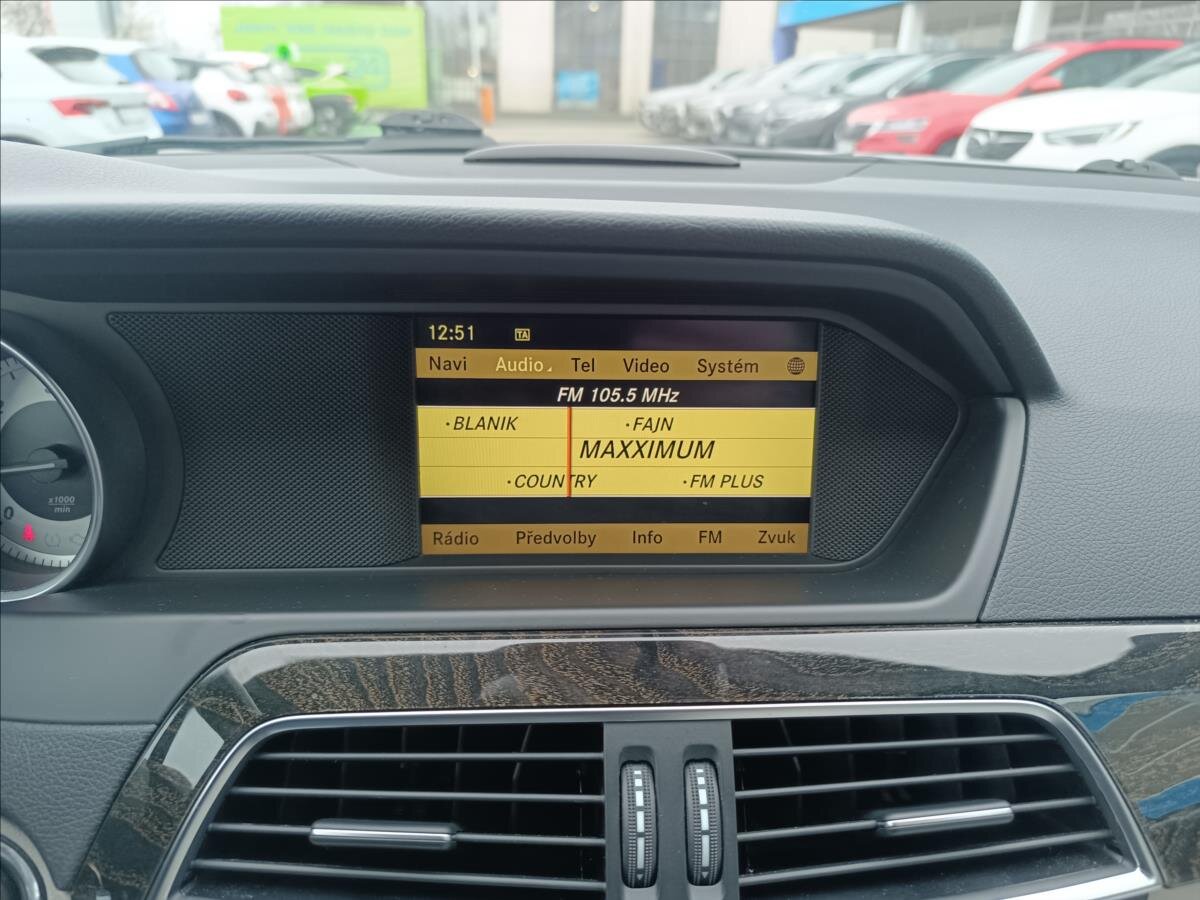 12:51 TA
Navi Audio Tel Video Systém
FM 105.5 MHz
·BLANIK ·FAJN
MAXXIMUM
·COUNTRY ·FM PLUS
Rádio Předvolby Info FM Zvuk
x1000
min
0